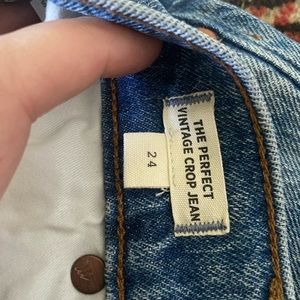 THE PERFECT
VINTAGE CROP JEAN
24